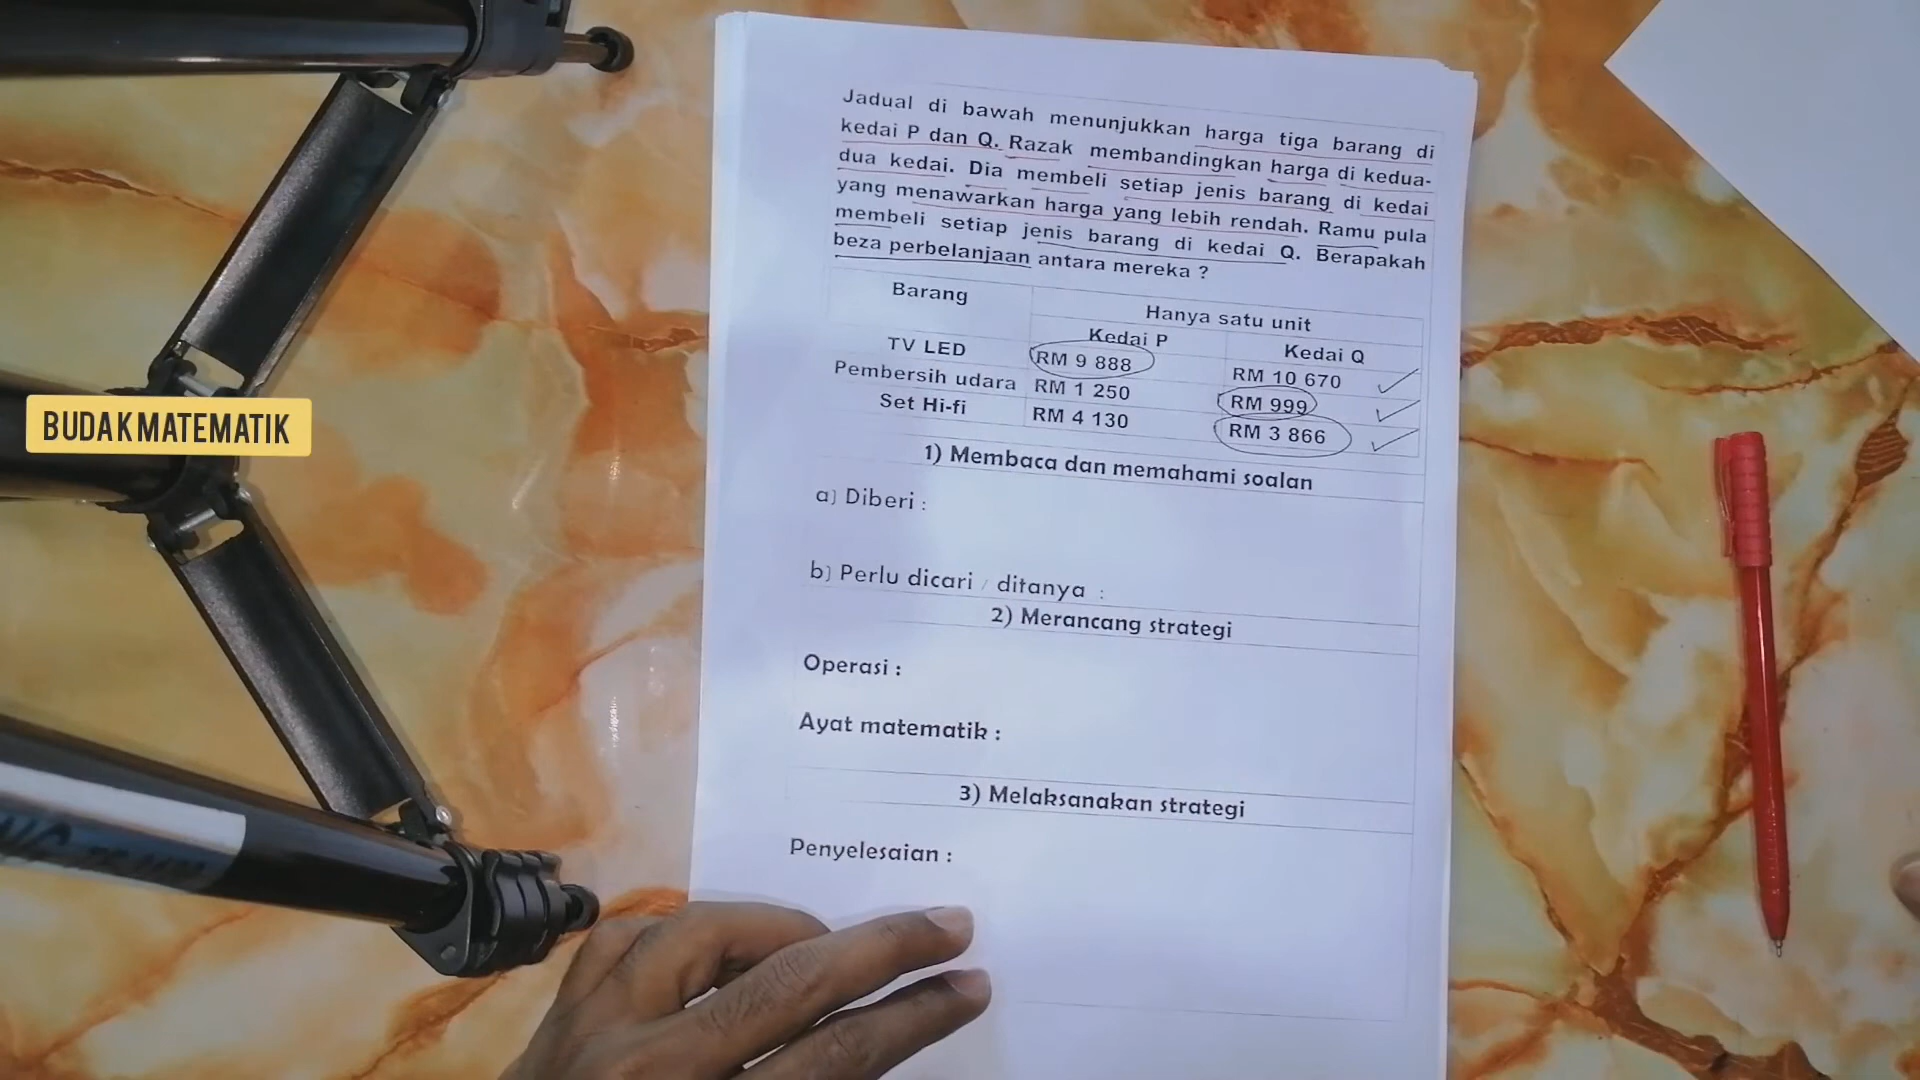 Jadual di bawah menunjukkan harga tiga barang di
kedai P dan Q. Razak membandingkan harga di kedua-
dua kedai. Dia membeli setiap jenis barang di kedai
yang menawarkan harga yang lebih rendah. Ramu pula
membeli setiap jenis barang di kedai Q. Berapakah
beza perbelanjaan antara mereka ?
Barang
Hanya satu unit
Kedai P
Kedai Q
TV LED RM 9 888 RM 10 670
Pembersih udara RM 1 250 RM 999
Set Hi-fi RM 4 130 RM 3 866
1) Membaca dan memahami soalan
a) Diberi :
b) Perlu dicari / ditanya :
2) Merancang strategi
Operasi :
Ayat matematik :
3) Melaksanakan strategi
Penyelesaian :
BUDAK MATEMATIK